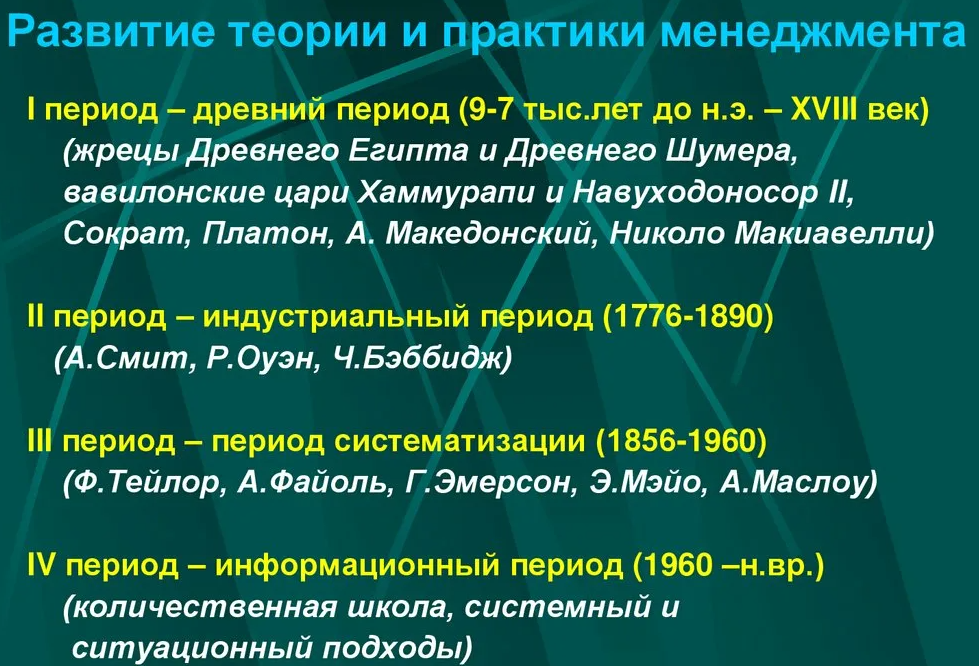 Развитие теории и практики менеджмента
I период – древний период (9-7 тыс.лет до н.э. – XVIII век)
(жрецы Древнего Египта и Древнего Шумера,
вавилонские цари Хаммурапи и Навуходоносор II,
Сократ, Платон, А. Македонский, Николо Макиавелли)
II период – индустриальный период (1776-1890)
(А.Смит, Р.Оуэн, Ч.Бэббидж)
III период – период систематизации (1856-1960)
(Ф.Тейлор, А.Файоль, Г.Эмерсон, Э.Мэйо, А.Маслоу)
IV период – информационный период (1960 –н.вр.)
(количественная школа, системный и
ситуационный подходы)